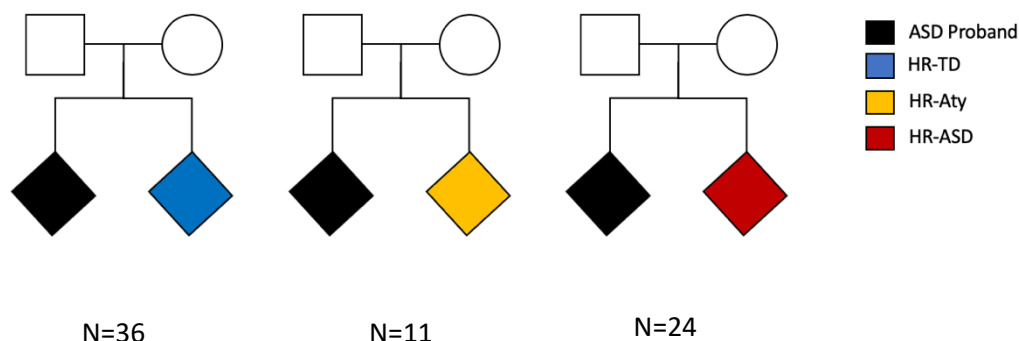 ASD Proband
HR-TD
HR-Aty
HR-ASD
N=36
N=11
N=24